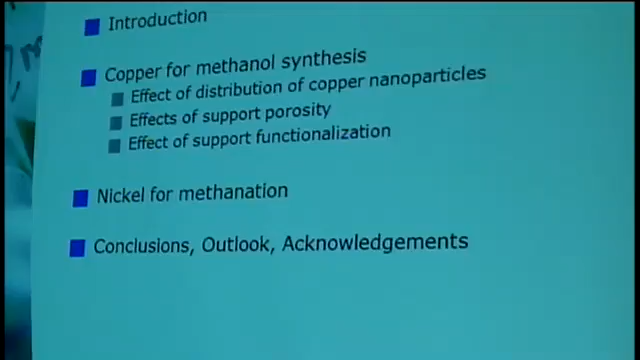 Introduction
Copper for methanol synthesis
Effect of distribution of copper nanoparticles
Effects of support porosity
Effect of support functionalization
Nickel for methanation
Conclusions, Outlook, Acknowledgements